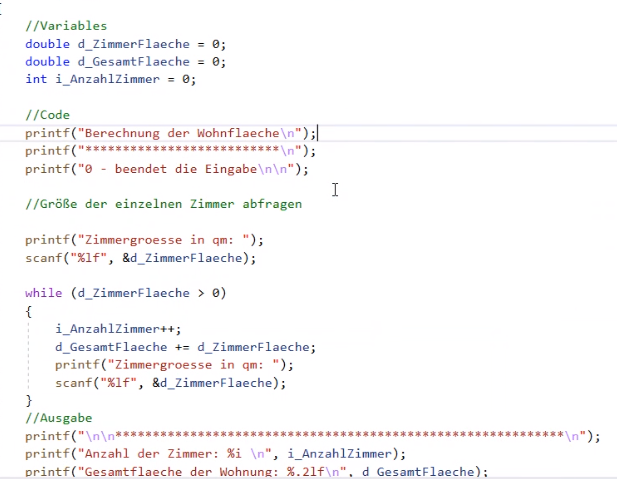 //Variables
double d_ZimmerFlaeche = 0;
double d_GesamtFlaeche = 0;
int i_AnzahlZimmer = 0;
//Code
printf("Berechnung der Wohnflaeche\n");
printf("**************************\n");
printf("0 - beendet die Eingabe\n\n");
//Größe der einzelnen Zimmer abfragen
printf("Zimmergroesse in qm: ");
scanf("%lf", &d_ZimmerFlaeche);
while (d_ZimmerFlaeche > 0)
{
i_AnzahlZimmer++;
d_GesamtFlaeche += d_ZimmerFlaeche;
printf("Zimmergroesse in qm: ");
scanf("%lf", &d_ZimmerFlaeche);
}
//Ausgabe
printf("\n\n************************************************************\n");
printf("Anzahl der Zimmer: %i \n", i_AnzahlZimmer);
printf("Gesamtflaeche der Wohnung: %.2lf\n", d_GesamtFlaeche);